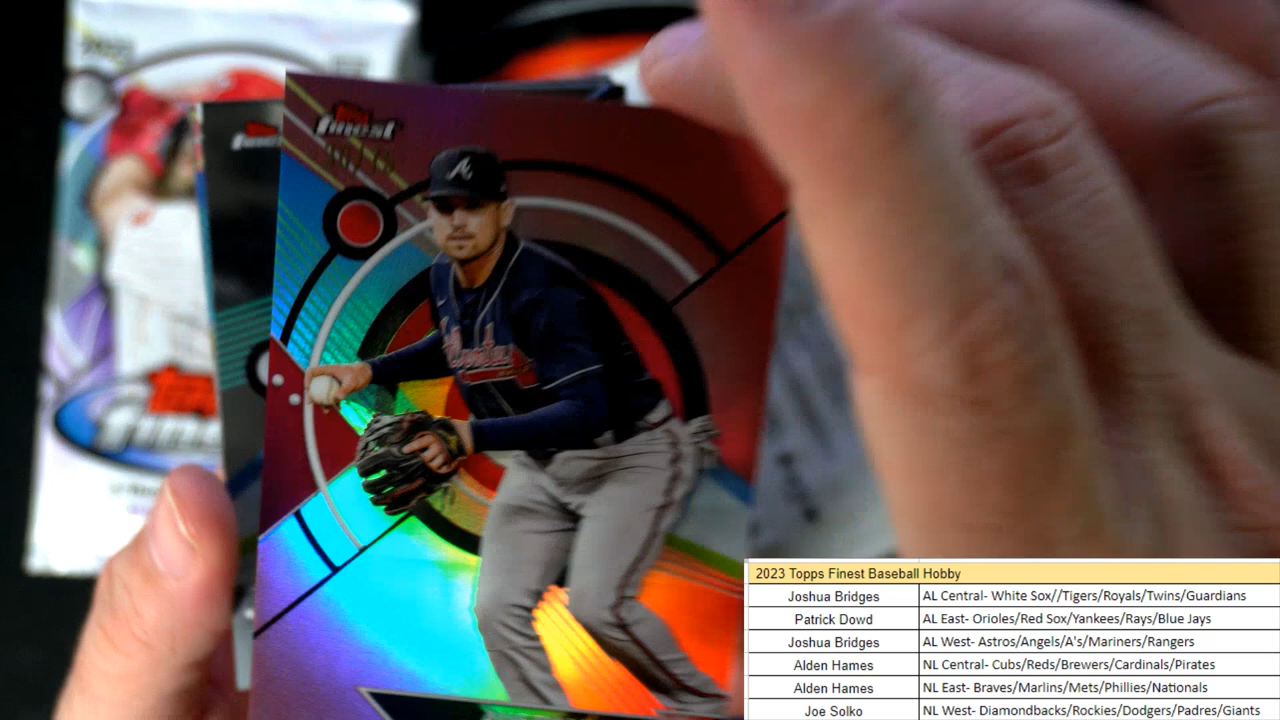 2023
TOPPS
finest
A
TOPPS
2023 Topps Finest Baseball Hobby
Joshua Bridges AL Central- White Sox//Tigers/Royals/Twins/Guardians
Patrick Dowd AL East- Orioles/Red Sox/Yankees/Rays/Blue Jays
Joshua Bridges AL West- Astros/Angels/A's/Mariners/Rangers
Alden Hames NL Central- Cubs/Reds/Brewers/Cardinals/Pirates
Alden Hames NL East- Braves/Marlins/Mets/Phillies/Nationals
Joe Solko NL West- Diamondbacks/Rockies/Dodgers/Padres/Giants